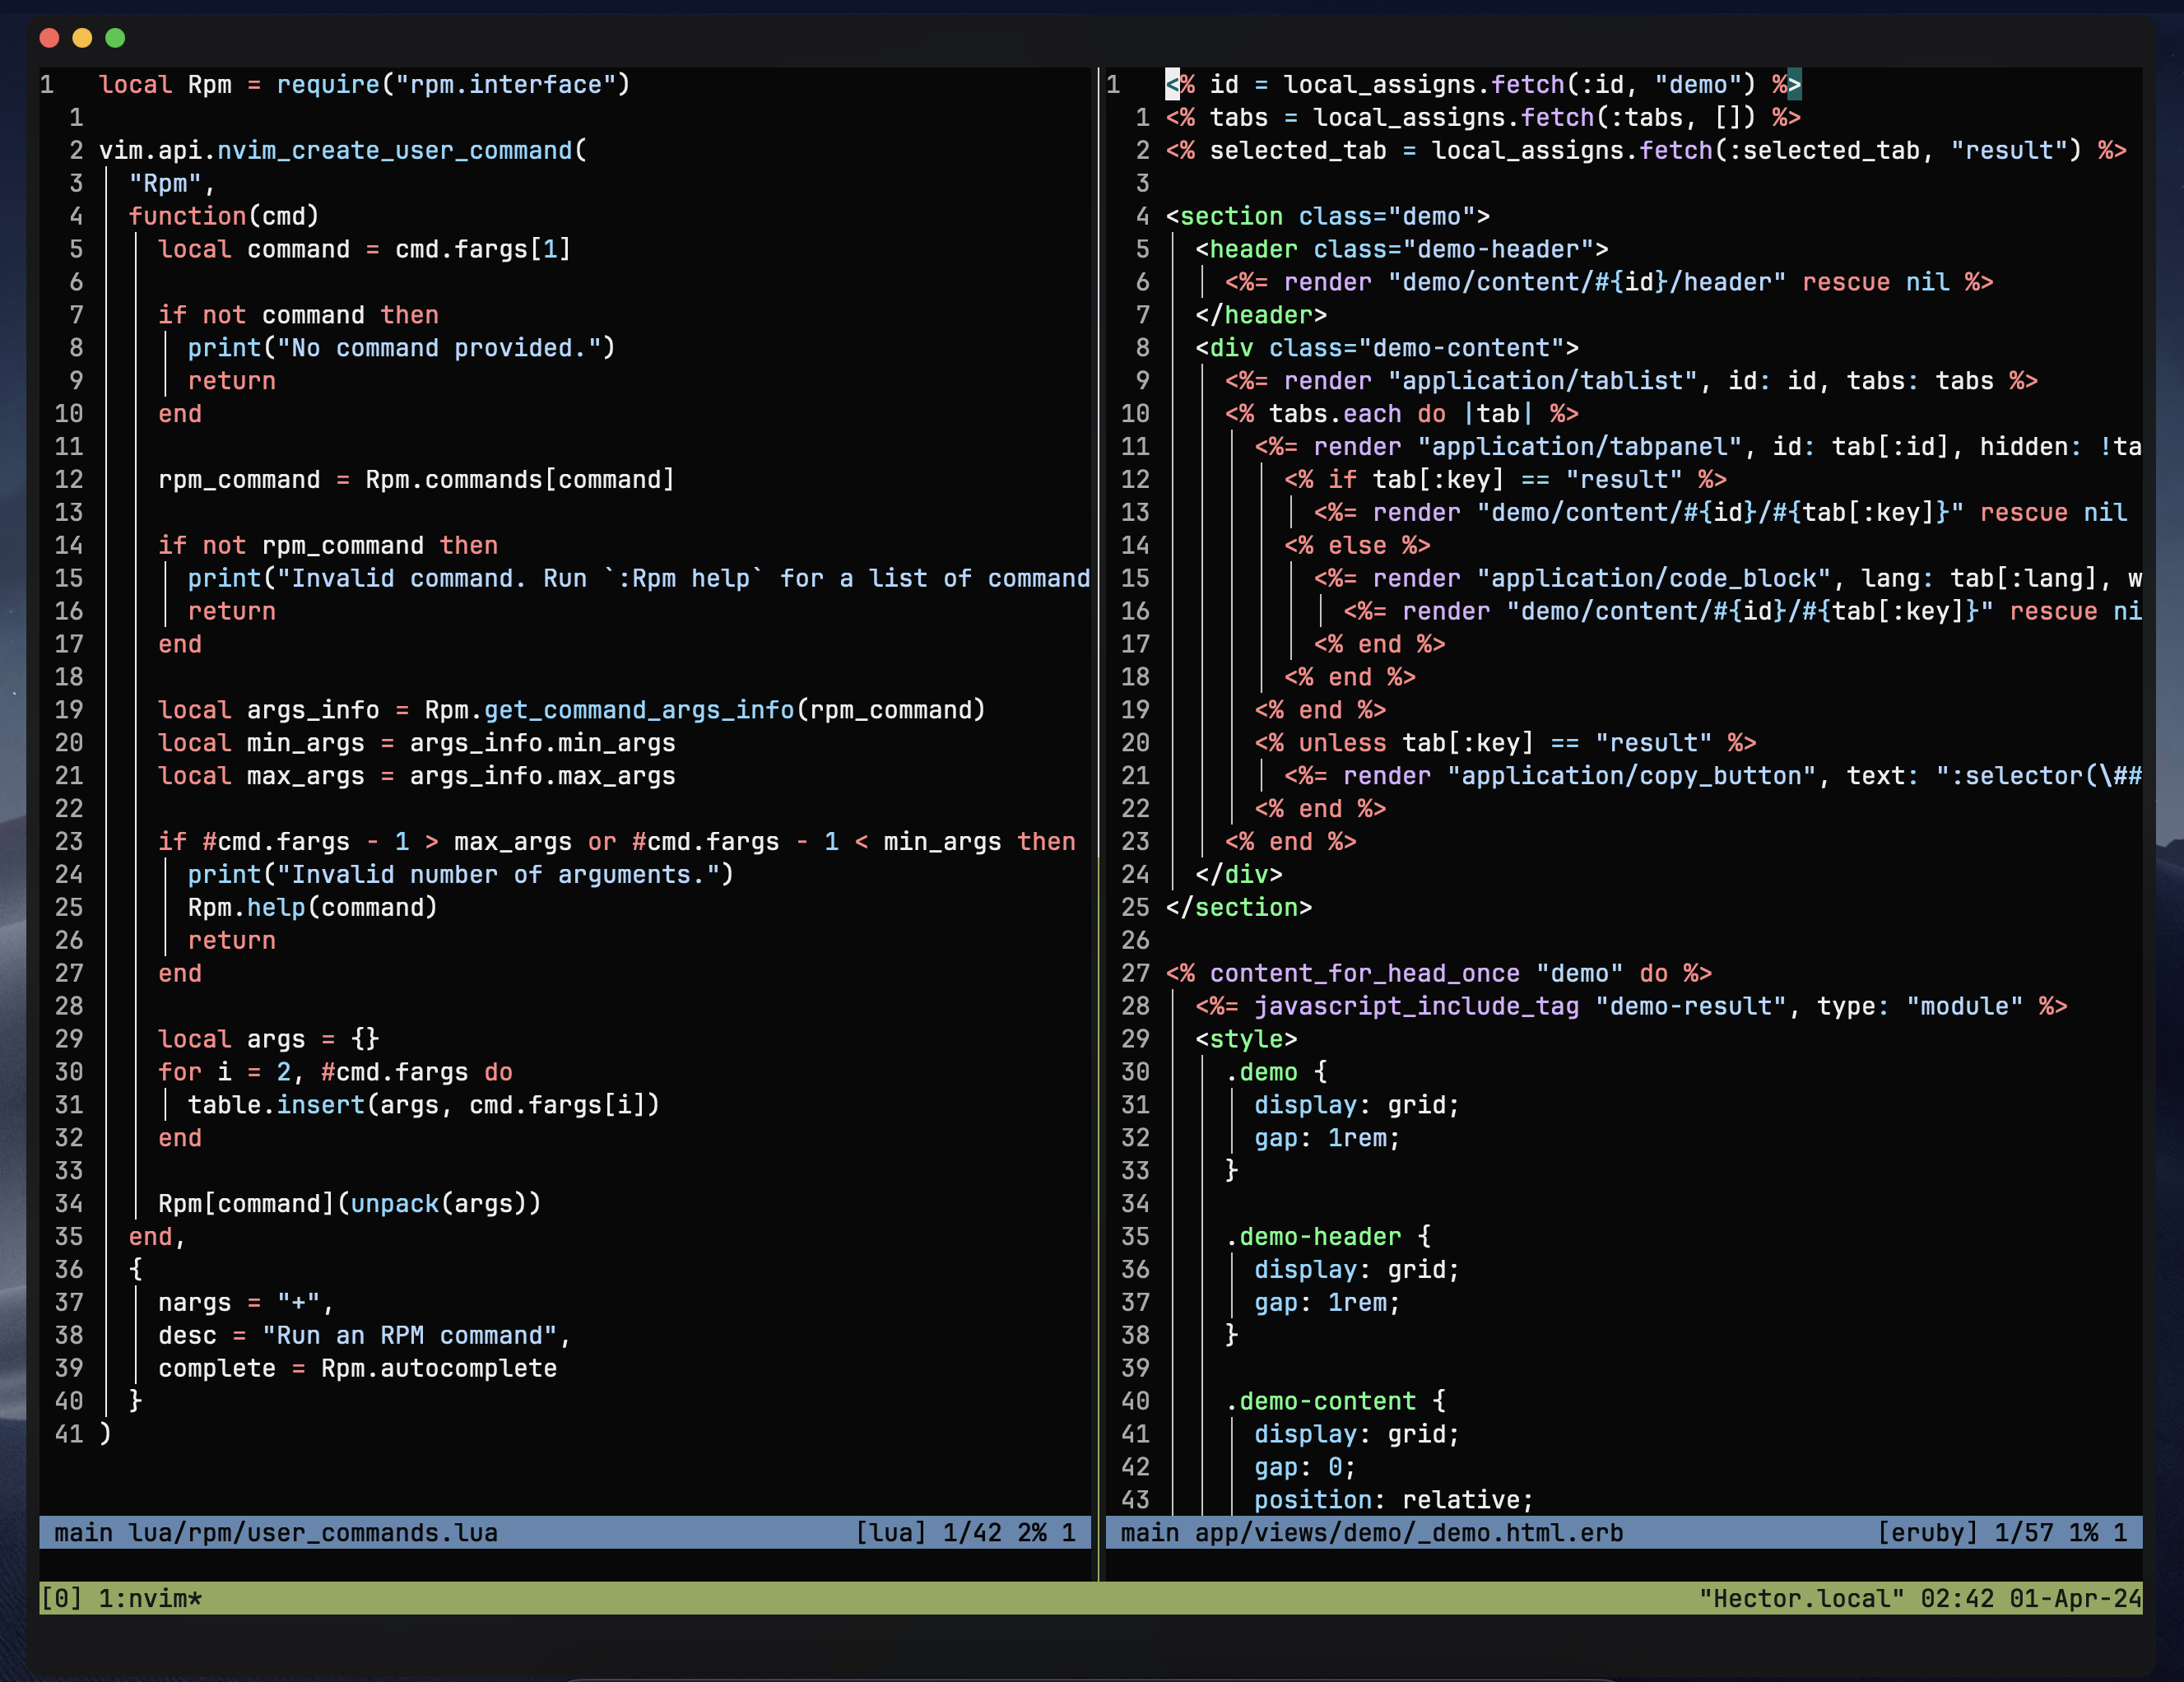 1   local Rpm = require("rpm.interface")
  1
  2 vim.api.nvim_create_user_command(
  3   "Rpm",
  4   function(cmd)
  5     local command = cmd.fargs[1]
  6
  7     if not command then
  8       print("No command provided.")
  9       return
 10     end
 11
 12     rpm_command = Rpm.commands[command]
 13
 14     if not rpm_command then
 15       print("Invalid command. Run `:Rpm help` for a list of command
 16       return
 17     end
 18
 19     local args_info = Rpm.get_command_args_info(rpm_command)
 20     local min_args = args_info.min_args
 21     local max_args = args_info.max_args
 22
 23     if #cmd.fargs - 1 > max_args or #cmd.fargs - 1 < min_args then
 24       print("Invalid number of arguments.")
 25       Rpm.help(command)
 26       return
 27     end
 28
 29     local args = {}
 30     for i = 2, #cmd.fargs do
 31       table.insert(args, cmd.fargs[i])
 32     end
 33
 34     Rpm[command](unpack(args))
 35   end,
 36   {
 37     nargs = "+",
 38     desc = "Run an RPM command",
 39     complete = Rpm.autocomplete
 40   }
 41 )
main lua/rpm/user_commands.lua [lua] 1/42 2% 1
1   <% id = local_assigns.fetch(:id, "demo") %>
  1 <% tabs = local_assigns.fetch(:tabs, []) %>
  2 <% selected_tab = local_assigns.fetch(:selected_tab, "result") %>
  3
  4 <section class="demo">
  5   <header class="demo-header">
  6     <%= render "demo/content/#{id}/header" rescue nil %>
  7   </header>
  8   <div class="demo-content">
  9     <%= render "application/tablist", id: id, tabs: tabs %>
 10     <% tabs.each do |tab| %>
 11       <%= render "application/tabpanel", id: tab[:id], hidden: !ta
 12         <% if tab[:key] == "result" %>
 13           <%= render "demo/content/#{id}/#{tab[:key]}" rescue nil
 14         <% else %>
 15           <%= render "application/code_block", lang: tab[:lang], w
 16             <%= render "demo/content/#{id}/#{tab[:key]}" rescue ni
 17           <% end %>
 18         <% end %>
 19       <% end %>
 20       <% unless tab[:key] == "result" %>
 21         <%= render "application/copy_button", text: ":selector(\##
 22       <% end %>
 23     <% end %>
 24   </div>
 25 </section>
 26
 27 <% content_for_head_once "demo" do %>
 28   <%= javascript_include_tag "demo-result", type: "module" %>
 29   <style>
 30     .demo {
 31       display: grid;
 32       gap: 1rem;
 33     }
 34
 35     .demo-header {
 36       display: grid;
 37       gap: 1rem;
 38     }
 39
 40     .demo-content {
 41       display: grid;
 42       gap: 0;
 43       position: relative;
main app/views/demo/_demo.html.erb [eruby] 1/57 1% 1
[0] 1:nvim* "Hector.local" 02:42 01-Apr-24